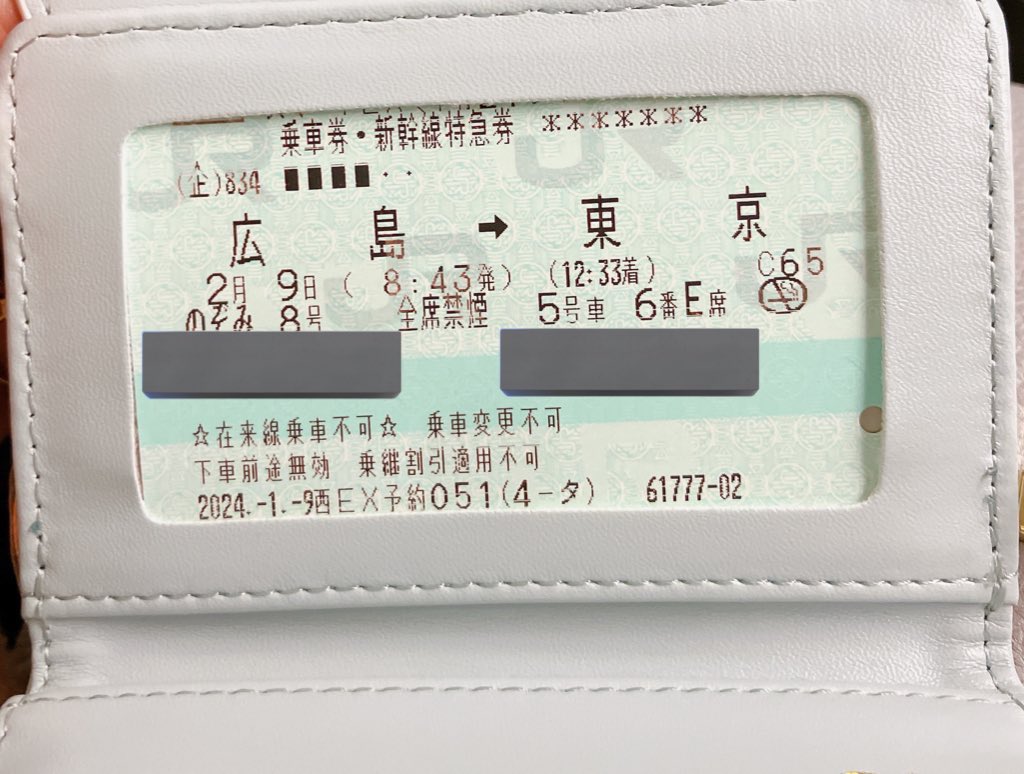 乗車券・新幹線特急券 *******
(企)834 ■■■■・・
広島 → 東京
2月 9日 ( 8:43発) (12:33着) C65
のぞみ 8号 全席禁煙 5号車 6番E席
☆在来線乗車不可☆ 乗車変更不可
下車前途無効 乗継割引適用不可
2024.-1.-9西EX予約051(4-タ) 61777-02